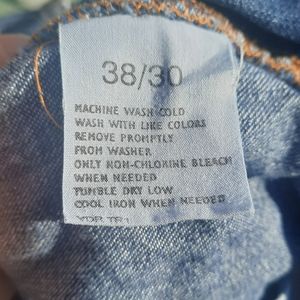 38/30
MACHINE WASH COLD
WASH WITH LIKE COLORS
REMOVE PROMPTLY
FROM WASHER
ONLY NON-CHLORINE BLEACH
WHEN NEEDED
TUMBLE DRY LOW
COOL IRON WHEN NEEDED